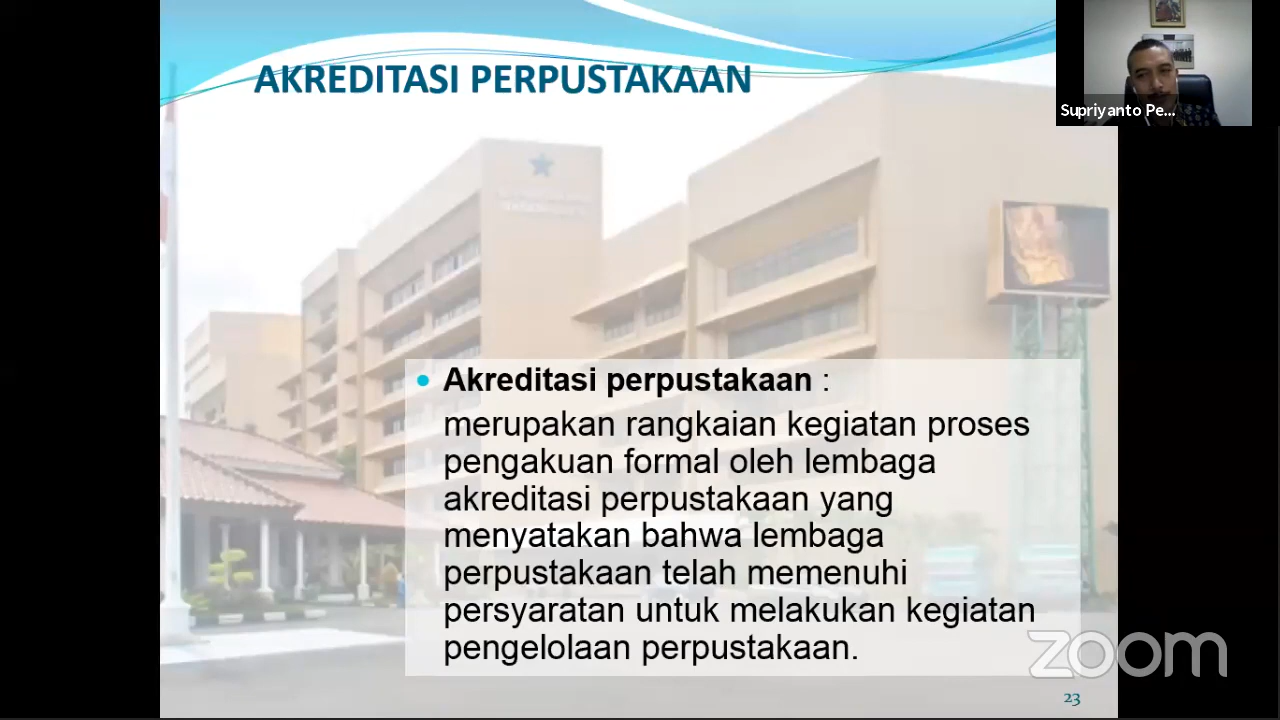 AKREDITASI PERPUSTAKAAN
Supriyanto Pe...
Akreditasi perpustakaan :
merupakan rangkaian kegiatan proses
pengakuan formal oleh lembaga
akreditasi perpustakaan yang
menyatakan bahwa lembaga
perpustakaan telah memenuhi
persyaratan untuk melakukan kegiatan
pengelolaan perpustakaan.
zoom
23